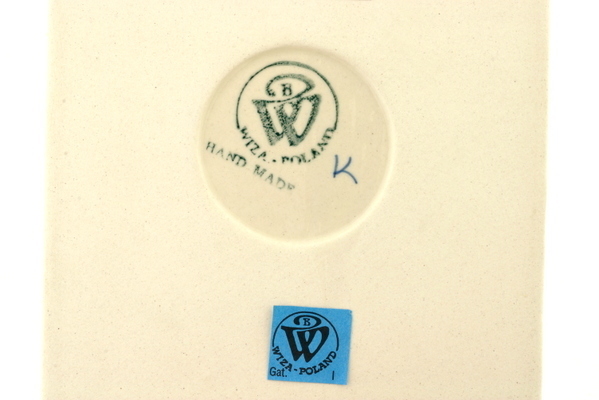 B
W
WIZA - POLAND
HAND MADE
K
B
W
WIZA - POLAND
Gat. I